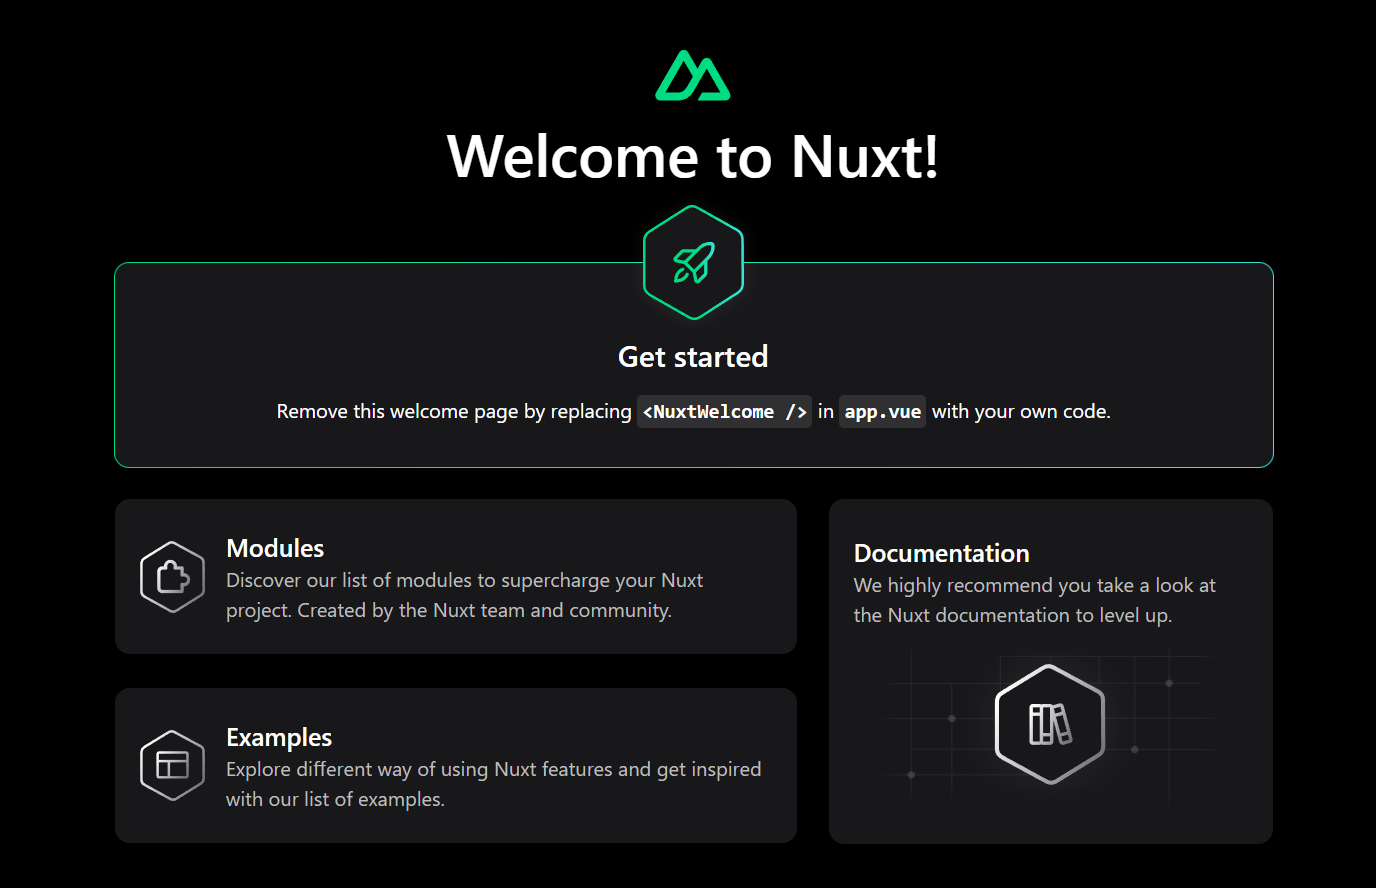 Welcome to Nuxt!
Get started
Remove this welcome page by replacing <NuxtWelcome /> in app.vue with your own code.
Modules
Discover our list of modules to supercharge your Nuxt
project. Created by the Nuxt team and community.
Examples
Explore different way of using Nuxt features and get inspired
with our list of examples.
Documentation
We highly recommend you take a look at
the Nuxt documentation to level up.